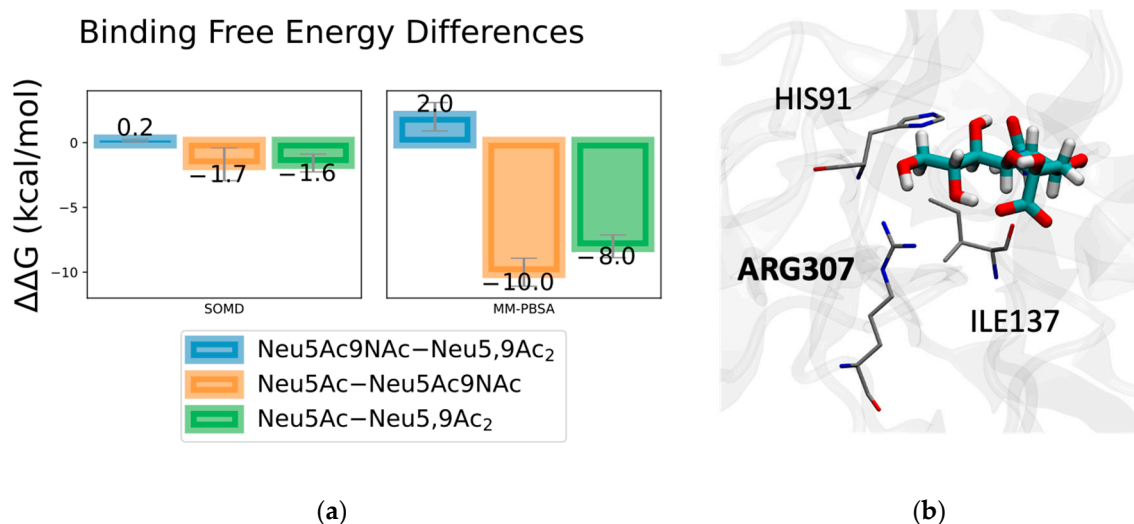 Binding Free Energy Differences
ΔΔG (kcal/mol)
0
−5
−10
0.2
−1.7
−1.6
SOMD
2.0
−10.0
−8.0
MM-PBSA
Neu5Ac9NAc−Neu5,9Ac₂
Neu5Ac−Neu5Ac9NAc
Neu5Ac−Neu5,9Ac₂
(a)
HIS91
ARG307
ILE137
(b)